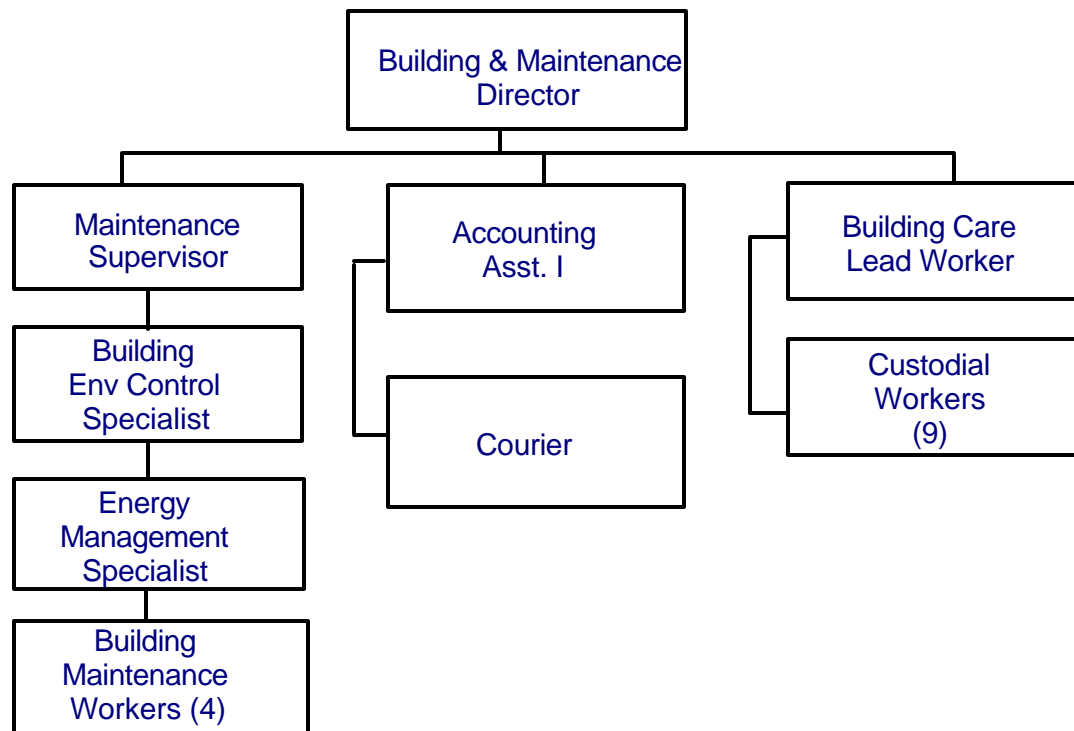 Building & Maintenance
Director
Maintenance
Supervisor
Accounting
Asst. I
Building Care
Lead Worker
Building
Env Control
Specialist
Courier
Custodial
Workers
(9)
Energy
Management
Specialist
Building
Maintenance
Workers (4)